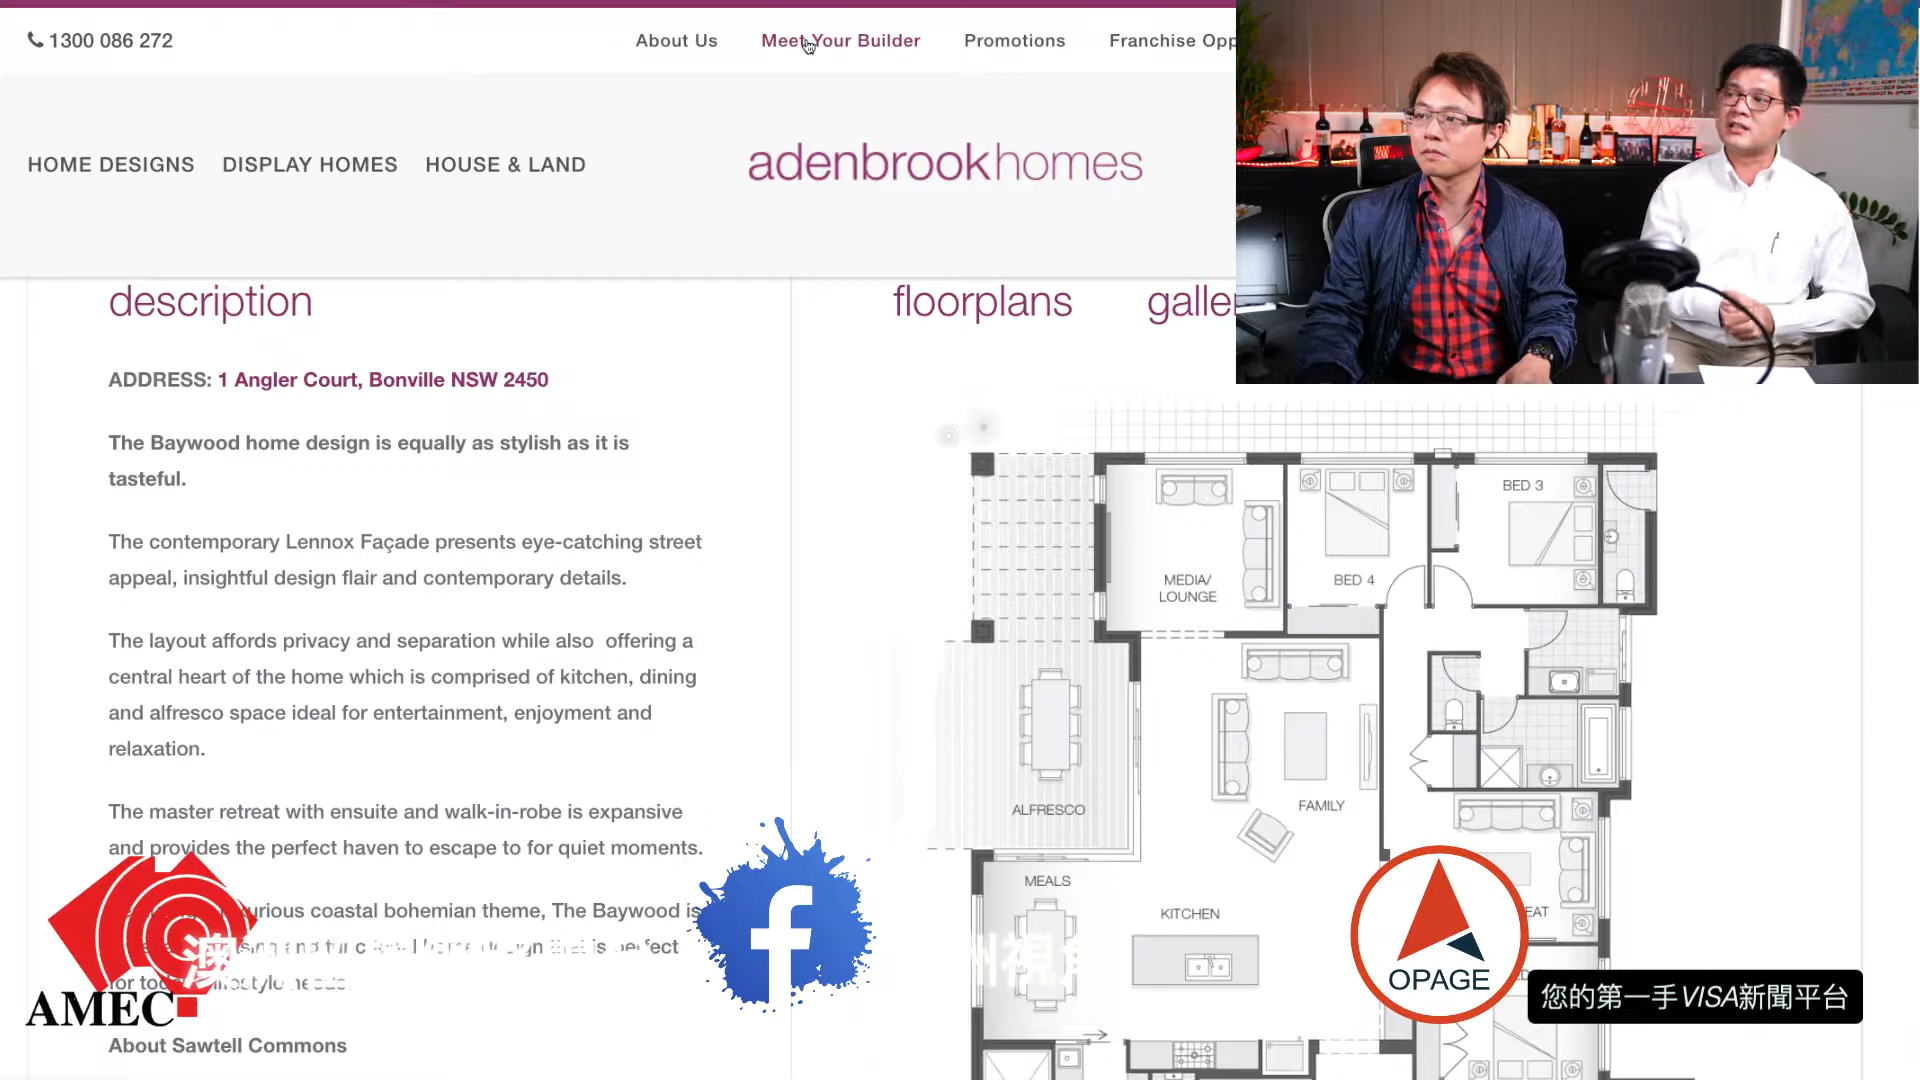 1300 086 272
About Us
Meet Your Builder
Promotions
Franchise Opp
HOME DESIGNS
DISPLAY HOMES
HOUSE & LAND
adenbrookhomes
description
ADDRESS: 1 Angler Court, Bonville NSW 2450
The Baywood home design is equally as stylish as it is
tasteful.
The contemporary Lennox Façade presents eye-catching street
appeal, insightful design flair and contemporary details.
The layout affords privacy and separation while also offering a
central heart of the home which is comprised of kitchen, dining
and alfresco space ideal for entertainment, enjoyment and
relaxation.
The master retreat with ensuite and walk-in-robe is expansive
and provides the perfect haven to escape to for quiet moments.
coastal bohemian theme, The Baywood is
perfect
About Sawtell Commons
floorplans
BED 3
MEDIA/
LOUNGE
BED 4
ALFRESCO
FAMILY
MEALS
KITCHEN
AMEC
OPAGE
您的第一手VISA新聞平台